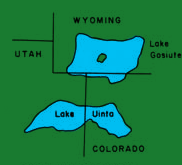 WYOMING
UTAH
Lake
Gosiute
Lake Uinta
COLORADO